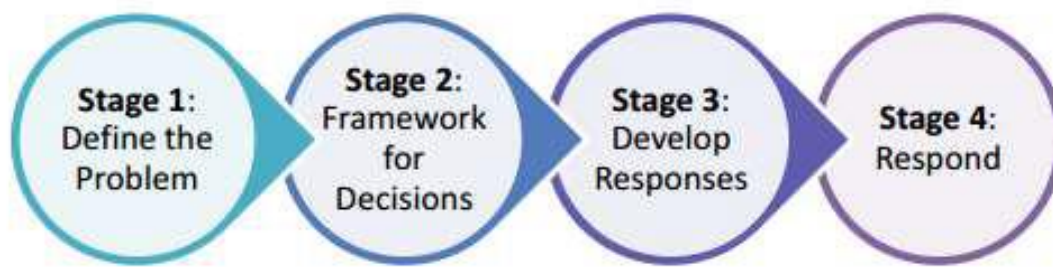 Stage 1:
Define the
Problem
Stage 2:
Framework
for
Decisions
Stage 3:
Develop
Responses
Stage 4:
Respond